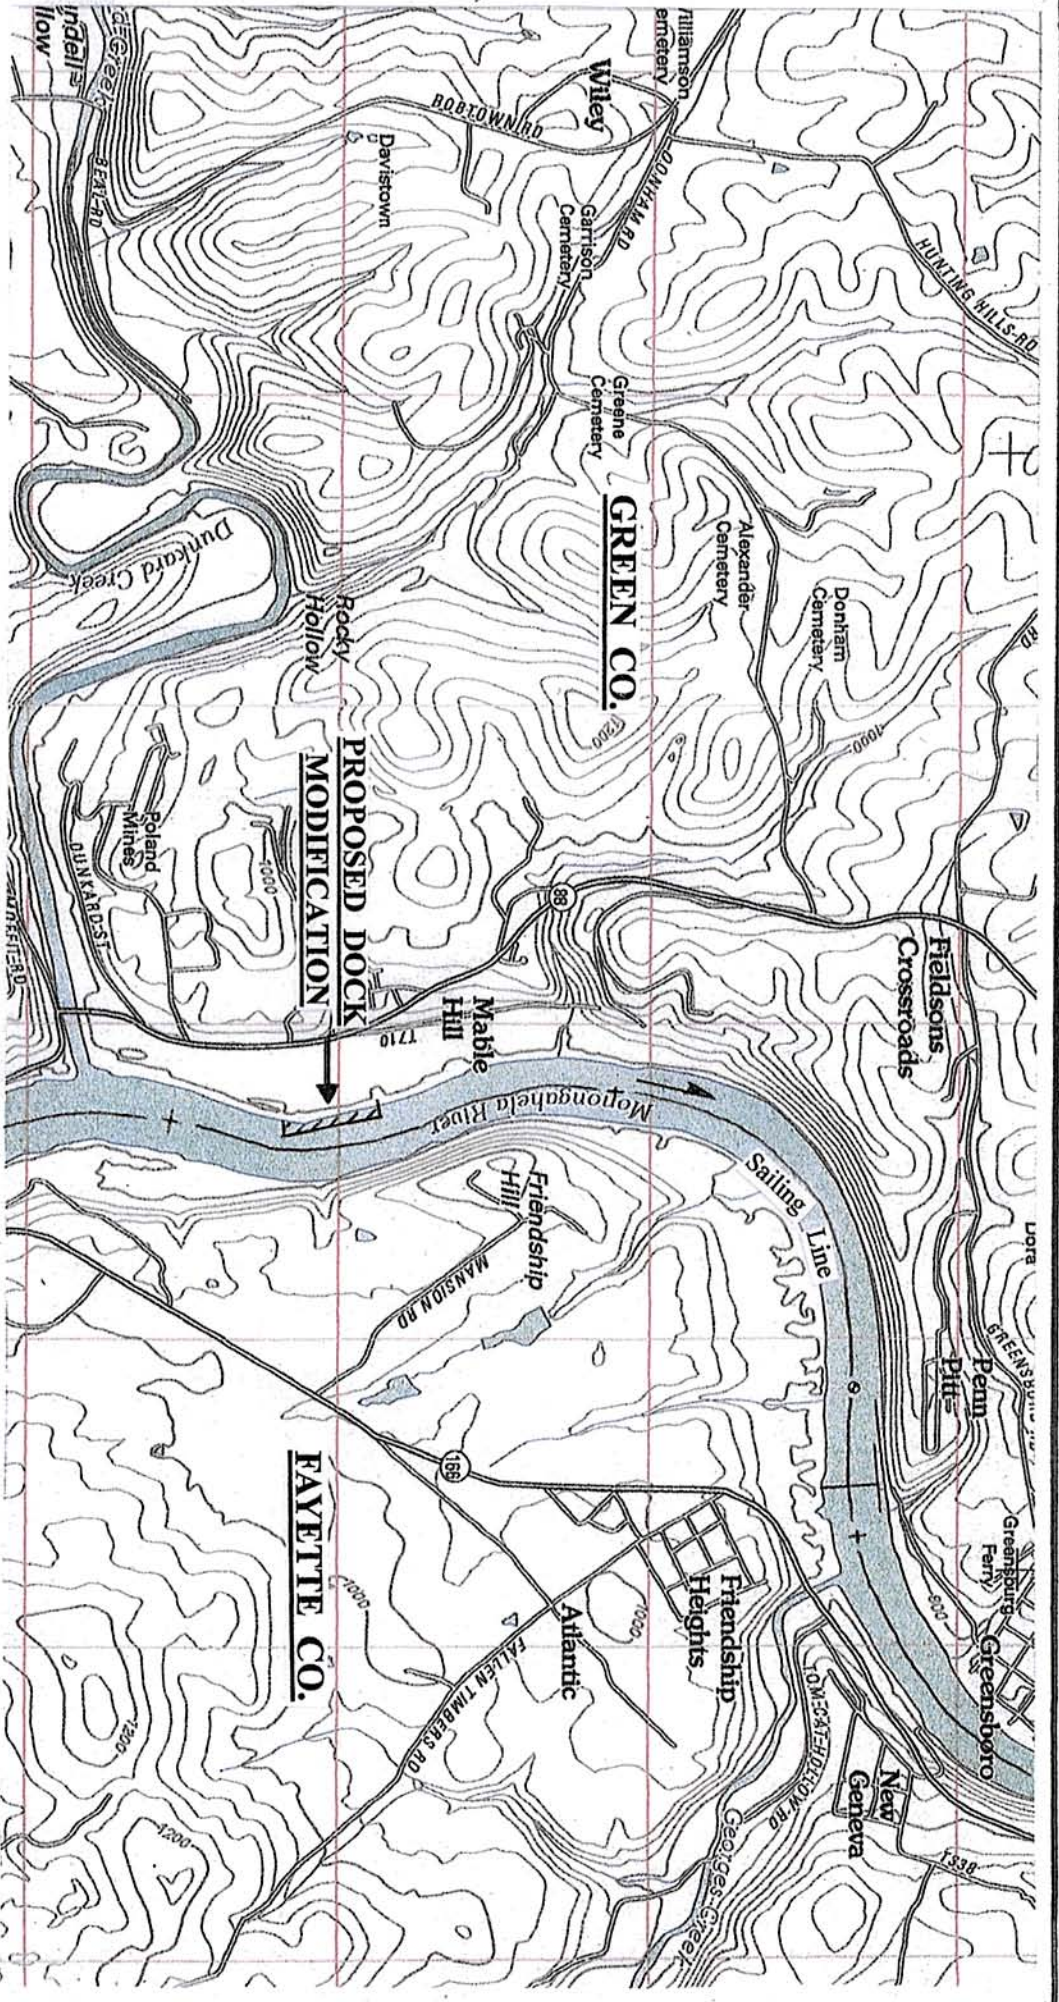 Williamson
Cemetery
Wiley
BOBTOWN RD
DONHAM RD
HUNTING HILLS RD
Davistown
Garrison
Cemetery
BEAL RD
Greene
Cemetery
GREEN CO.
Alexander
Cemetery
Donham
Cemetery
RD
Dunkard Creek
Rocky
Hollow
1200
1000
PROPOSED DOCK
MODIFICATION
Poland
Mines
DUNKARD ST
1000
88
Fieldsons
Crossroads
Mable
Hill
T710
Monongahela River
Sailing Line
Friendship
Hill
MANSION RD
Dora
Penn
Pitt
Greensburg
Ferry
Greensboro
800
166
FAYETTE CO.
Friendship
Heights
Atlantic
1000
1000
FALLEN TIMBERS RD
TOMCAT HOLLOW RD
New
Geneva
T338
Georges Creek
1200
1200